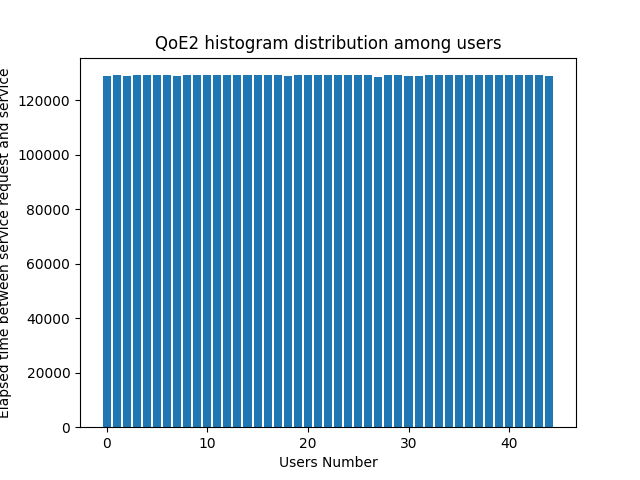 QoE2 histogram distribution among users
Elapsed time between service request and service
120000
100000
80000
60000
40000
20000
0
0 10 20 30 40
Users Number